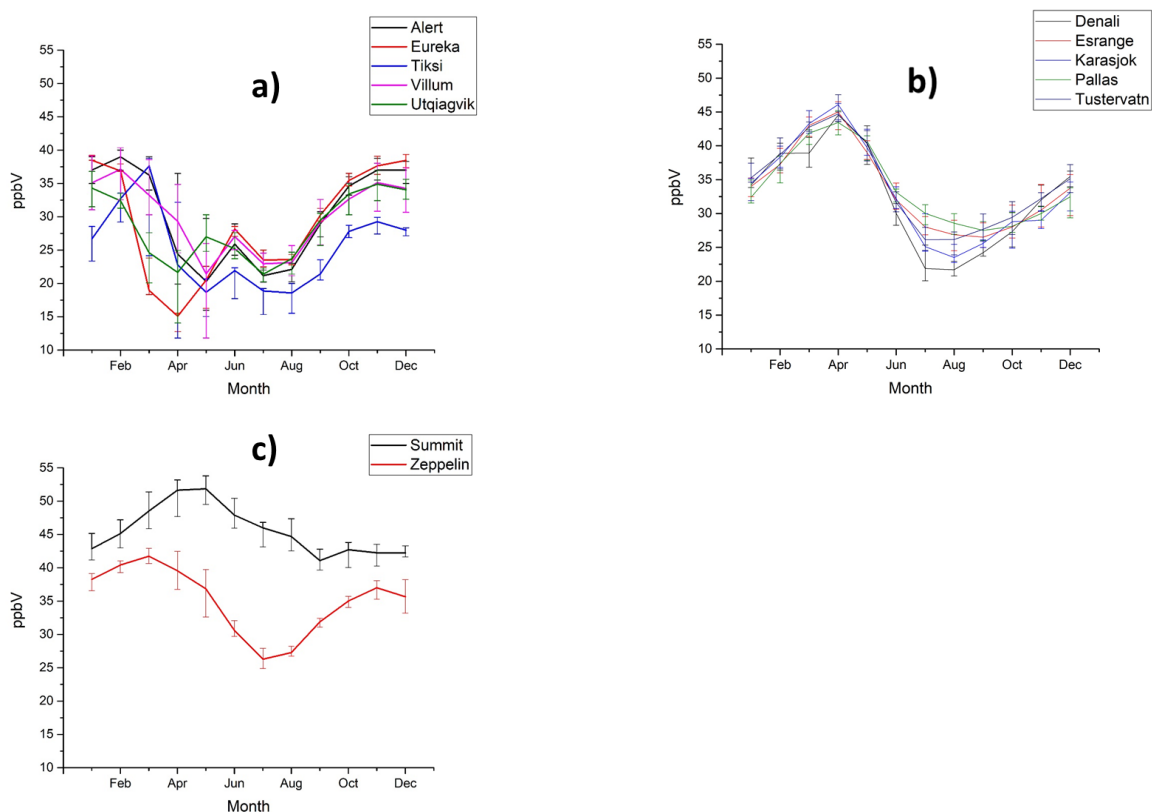 Alert
Eureka
Tiksi
Villum
Utqiagvik
a)
55
50
45
40
35
30
25
20
15
10
ppbV
Feb Apr Jun Aug Oct Dec
Month
Denali
Esrange
Karasjok
Pallas
Tustervatn
b)
55
50
45
40
35
30
25
20
15
10
ppbV
Feb Apr Jun Aug Oct Dec
Month
Summit
Zeppelin
c)
55
50
45
40
35
30
25
20
15
10
ppbV
Feb Apr Jun Aug Oct Dec
Month